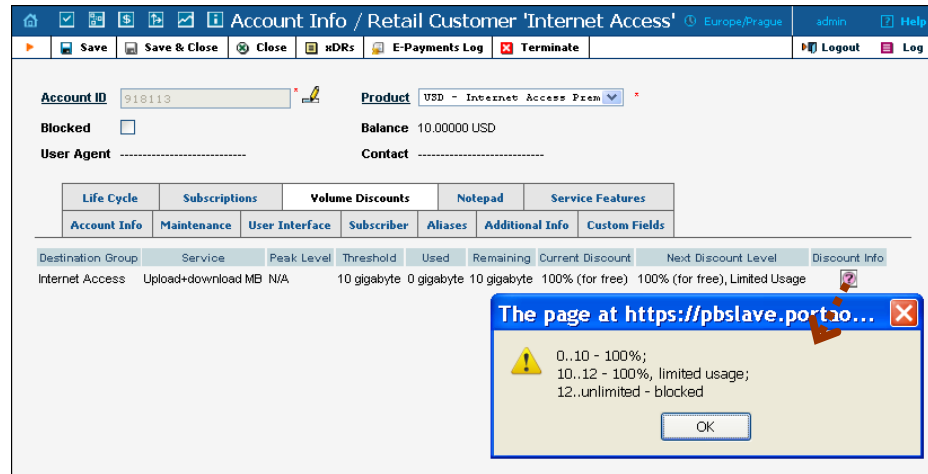 Account Info / Retail Customer 'Internet Access' Europe/Prague admin ? Help
Save Save & Close Close xDRs E-Payments Log Terminate Logout Log
Account ID 918113 * Product USD - Internet Access Prem *
Blocked Balance 10.00000 USD
User Agent ---------------------------- Contact ----------------------------
Life Cycle Subscriptions Volume Discounts Notepad Service Features
Account Info Maintenance User Interface Subscriber Aliases Additional Info Custom Fields
Destination Group Service Peak Level Threshold Used Remaining Current Discount Next Discount Level Discount Info
Internet Access Upload+download MB N/A 10 gigabyte 0 gigabyte 10 gigabyte 100% (for free) 100% (for free), Limited Usage ?
The page at https://pbslave.portao...
0..10 - 100%;
10..12 - 100%, limited usage;
12..unlimited - blocked
OK